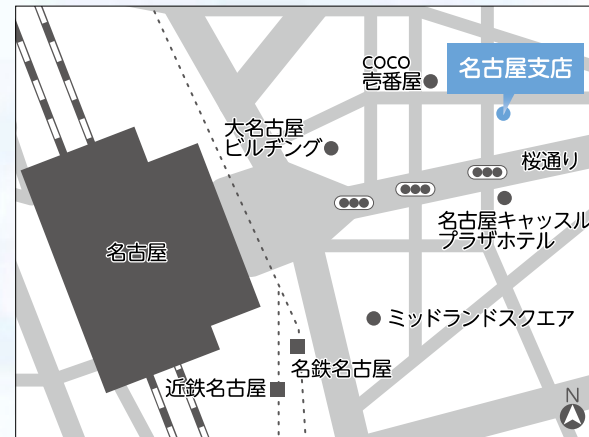 COCO
壱番屋
名古屋支店
大名古屋
ビルヂング
桜通り
名古屋キャッスル
プラザホテル
名古屋
ミッドランドスクエア
名鉄名古屋
近鉄名古屋
N